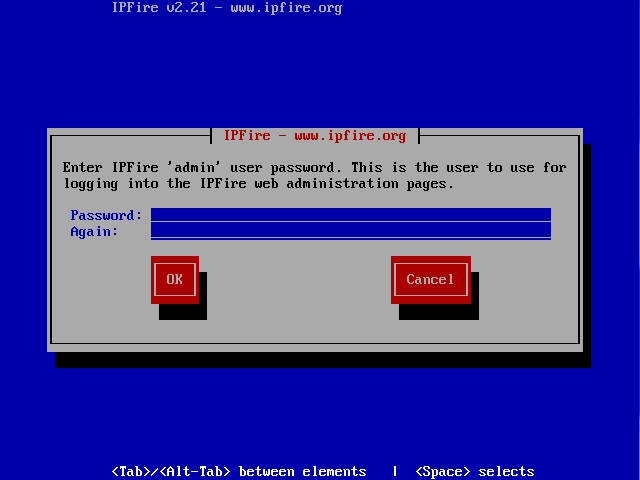 IPFire v2.21 - www.ipfire.org
IPFire - www.ipfire.org
Enter IPFire 'admin' user password. This is the user to use for
logging into the IPFire web administration pages.
Password:
Again:
OK Cancel
<Tab>/<Alt-Tab> between elements | <Space> selects